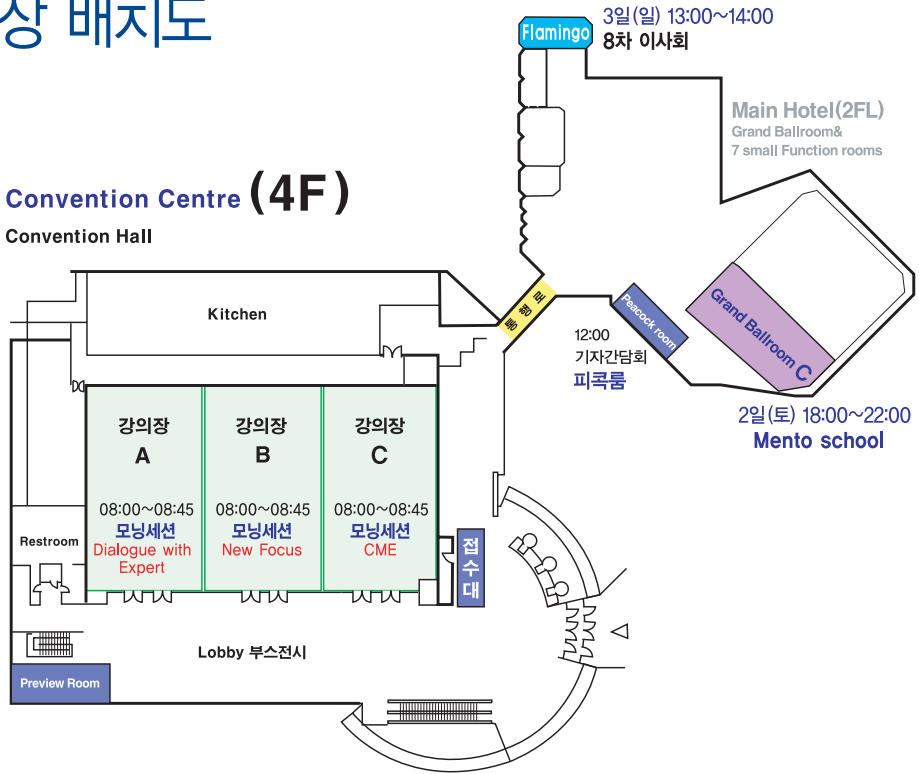 장 배치도
Flamingo
3일(일) 13:00~14:00
8차 이사회
Main Hotel(2FL)
Grand Ballroom&
7 small Function rooms
Convention Centre (4F)
Convention Hall
Kitchen
통행로
Peacock room
Grand Ballroom C
12:00
기자간담회
피콕룸
2일(토) 18:00~22:00
Mento school
강의장
A
08:00~08:45
모닝세션
Dialogue with
Expert
강의장
B
08:00~08:45
모닝세션
New Focus
강의장
C
08:00~08:45
모닝세션
CME
Restroom
접수대
Lobby 부스전시
Preview Room